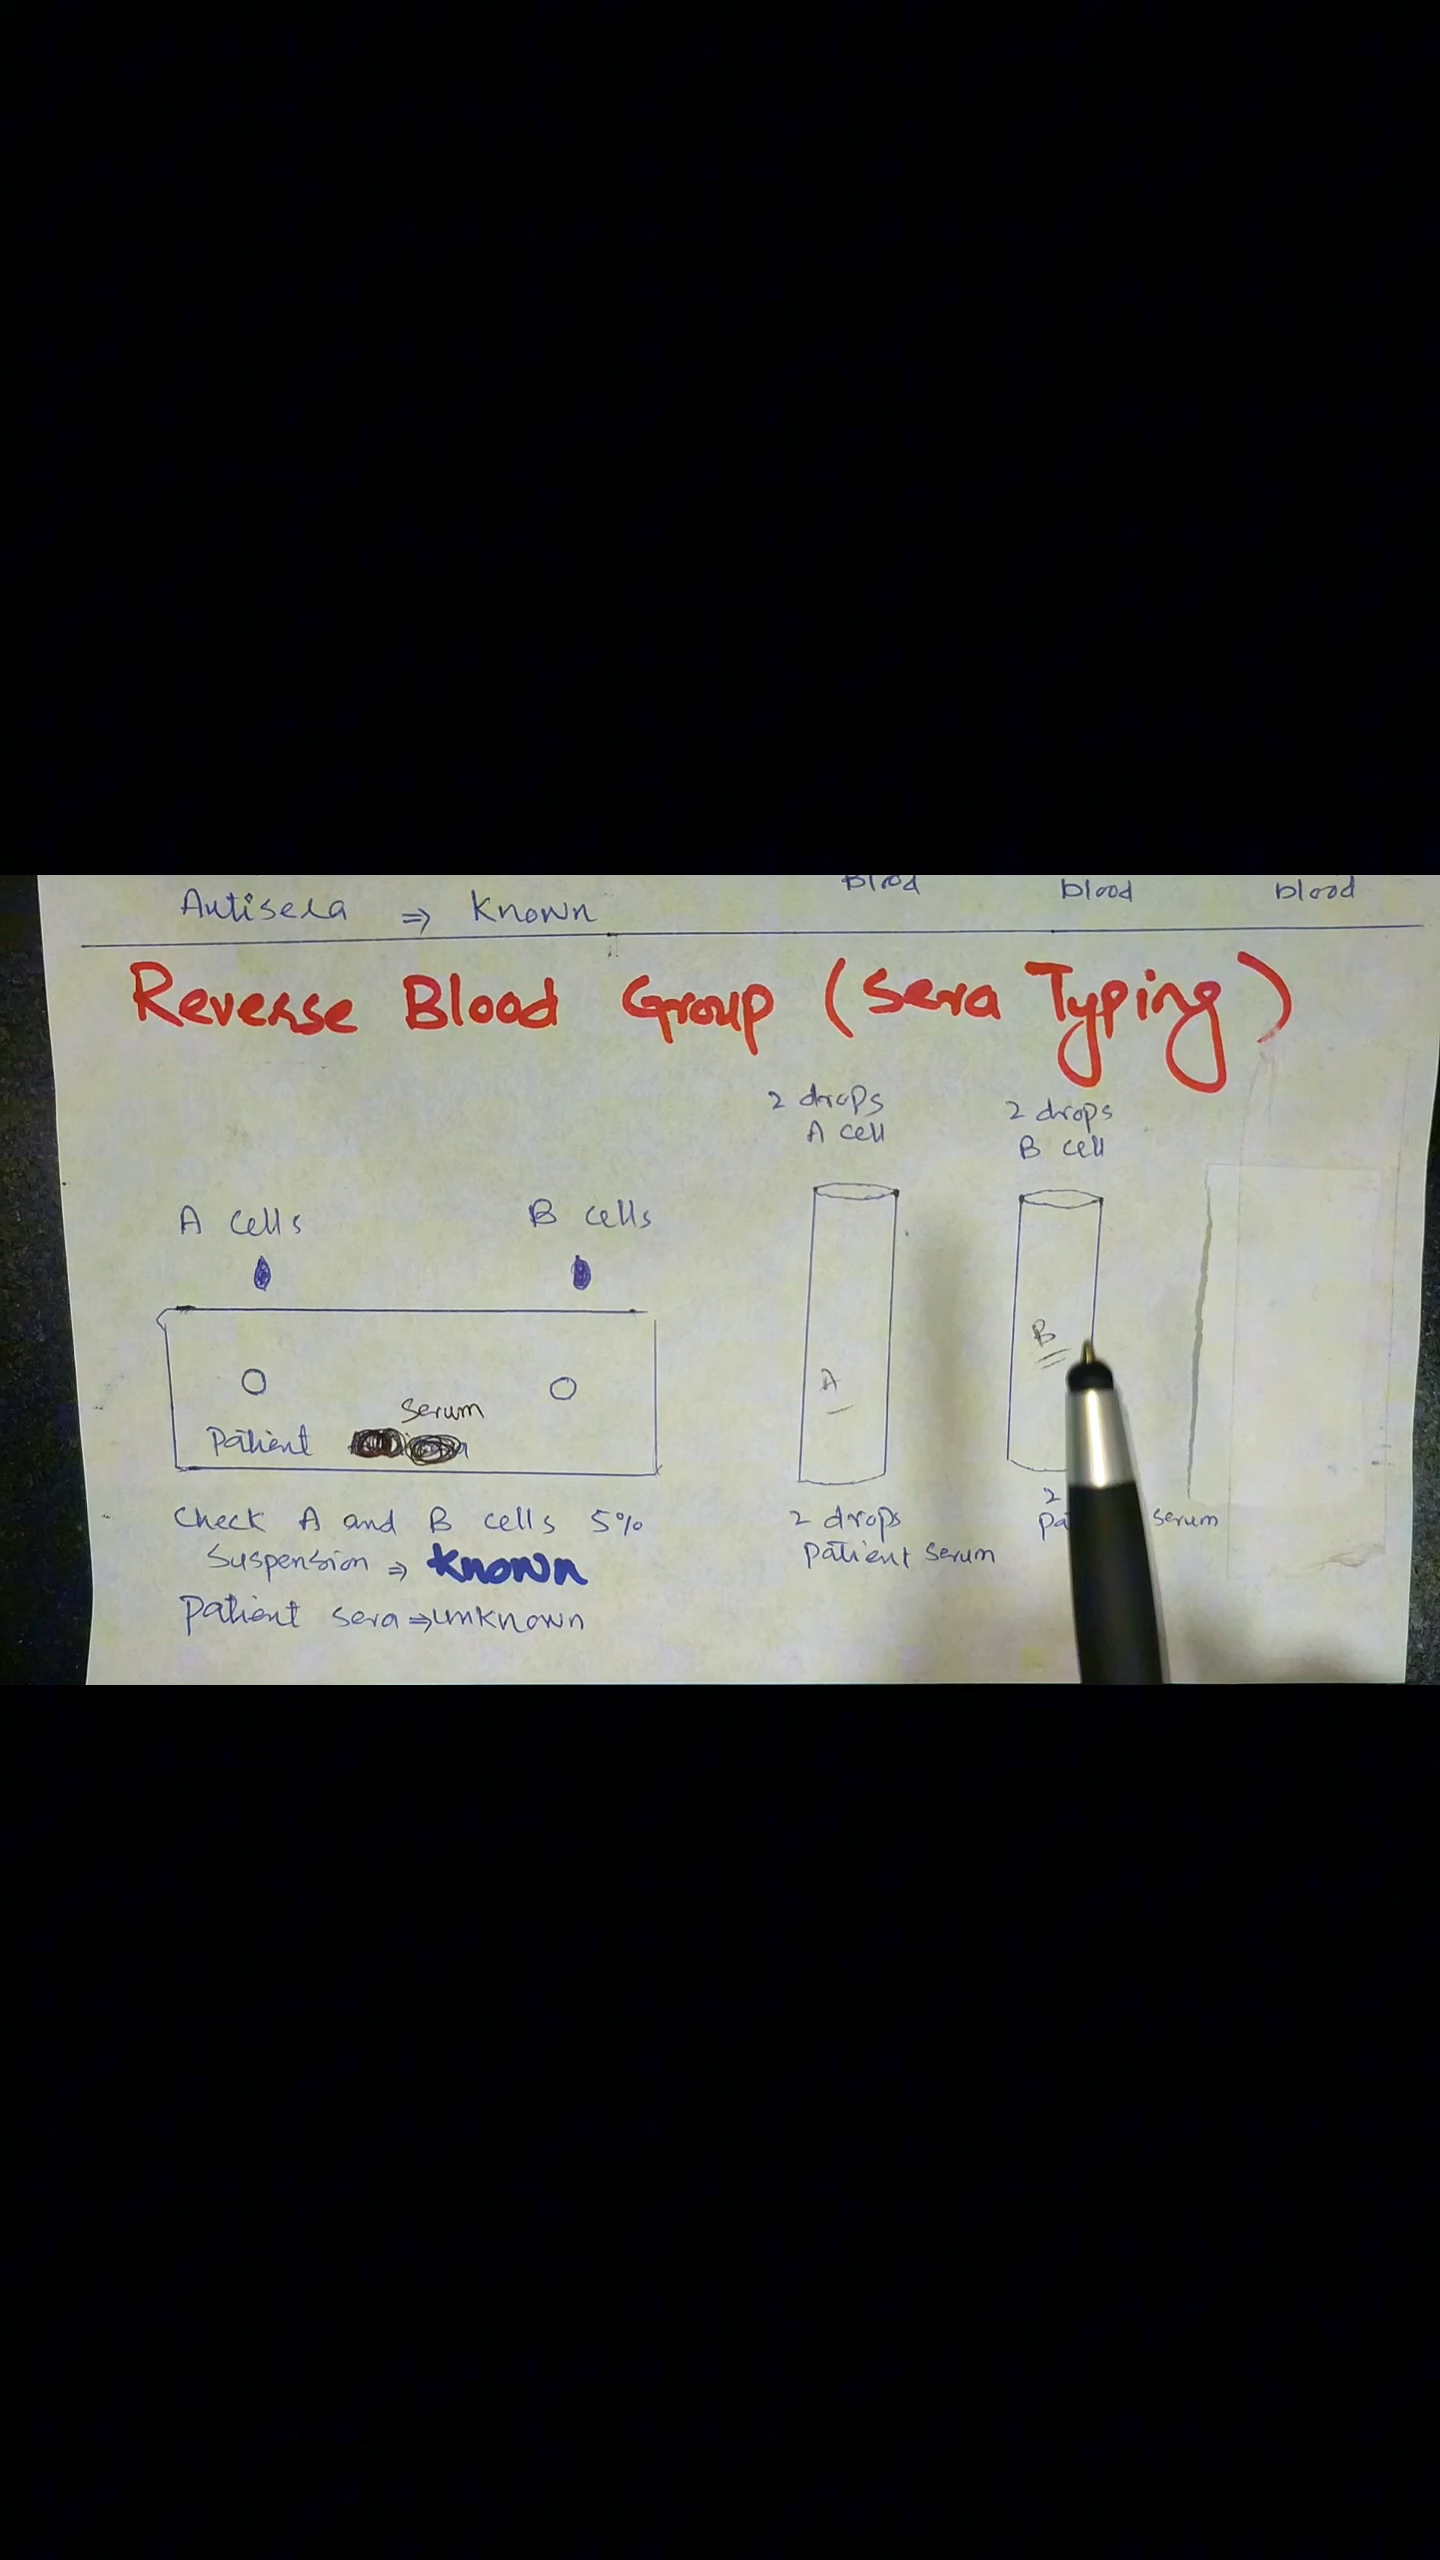 Antisera ⇒ Known
Blood blood blood
Reverse Blood Group (Sera Typing)
2 drops
A cell
2 drops
B cell
A cells
B cells
A
B
Serum
Patient
Check A and B cells 5%
Suspension ⇒ Known
Patient sera ⇒ unknown
2 drops
Patient Serum
2
Serum